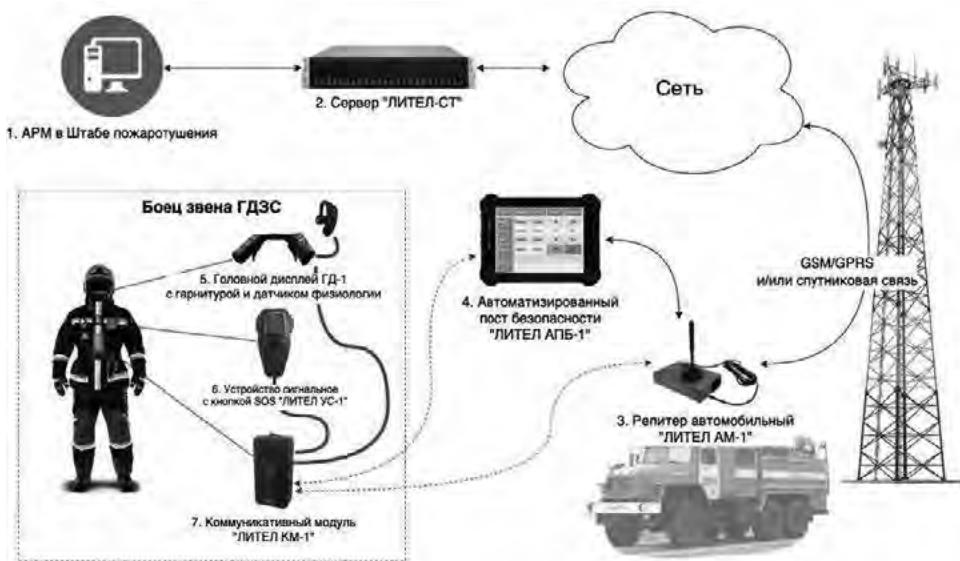 1. АРМ в Штабе пожаротушения
2. Сервер "ЛИТЕЛ-СТ"
Сеть
Боец звена ГДЗС
5. Головной дисплей ГД-1
с гарнитурой и датчиком физиологии
6. Устройство сигнальное
с кнопкой SOS "ЛИТЕЛ УС-1"
7. Коммуникативный модуль
"ЛИТЕЛ КМ-1"
4. Автоматизированный
пост безопасности
"ЛИТЕЛ АПБ-1"
GSM/GPRS
и/или спутниковая связь
3. Репитер автомобильный
"ЛИТЕЛ АМ-1"